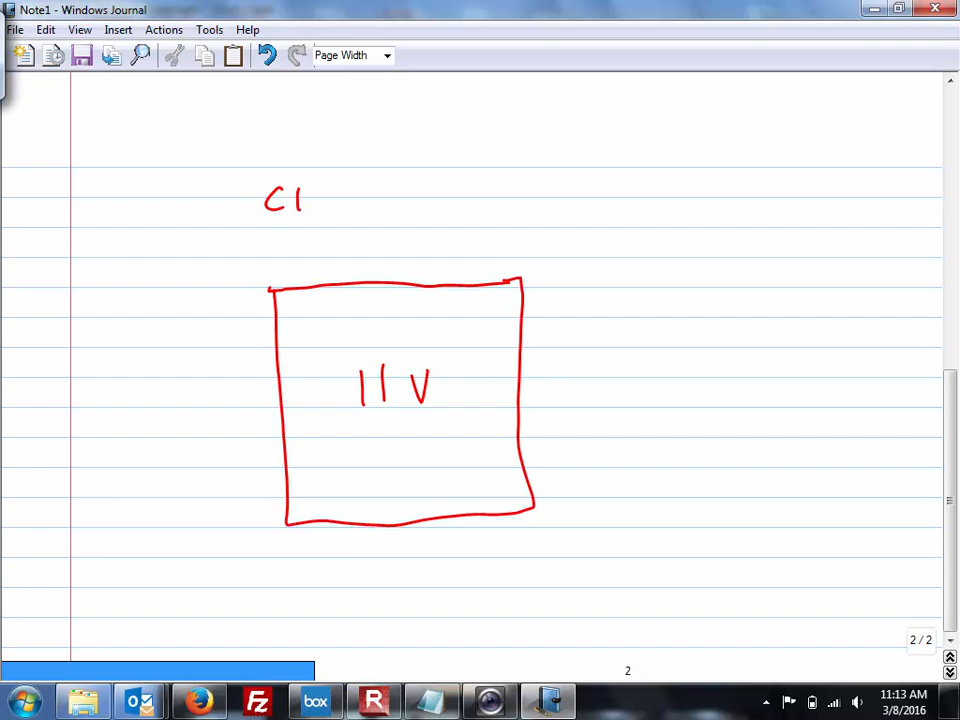 Note1 - Windows Journal
File Edit View Insert Actions Tools Help
Page Width
C1
11 V
2 / 2
2
box
R
11:13 AM
3/8/2016